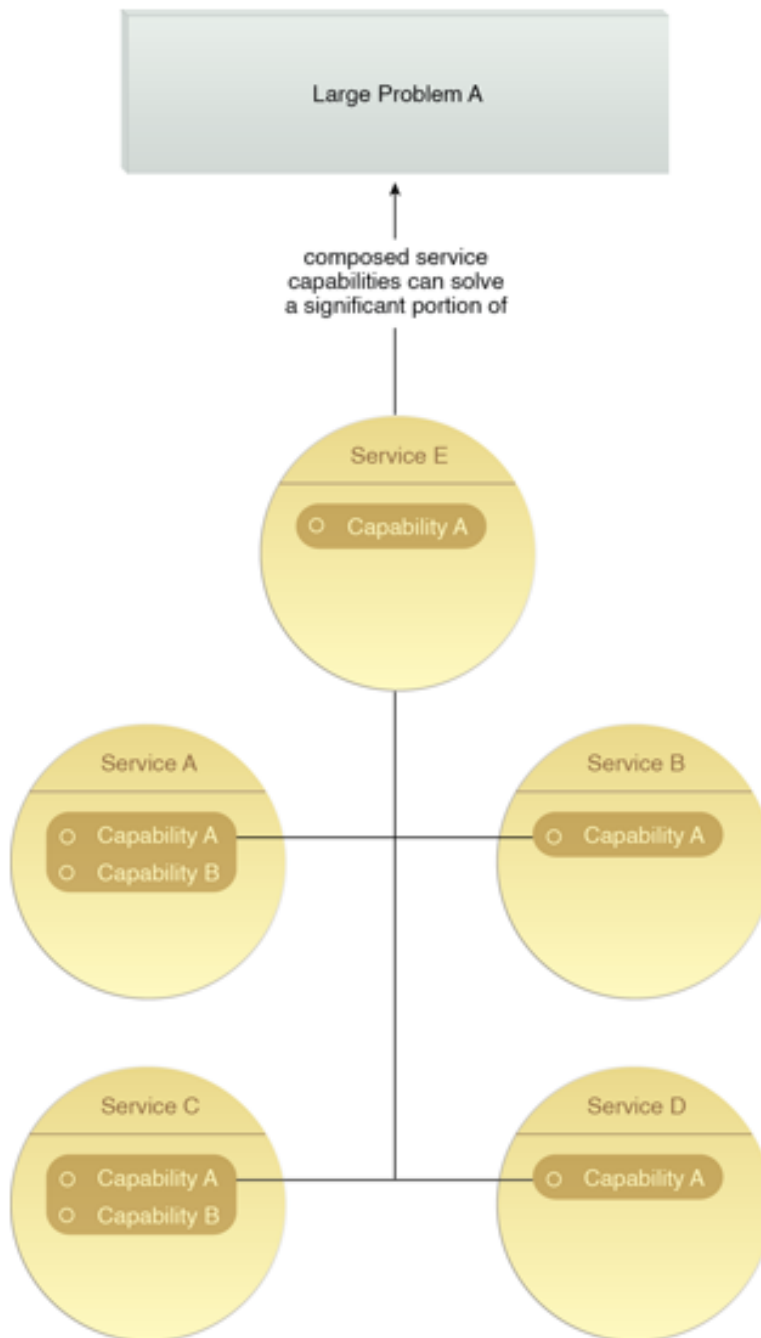 Large Problem A
composed service
capabilities can solve
a significant portion of
Service E
Capability A
Service A
Capability A
Capability B
Service B
Capability A
Service C
Capability A
Capability B
Service D
Capability A